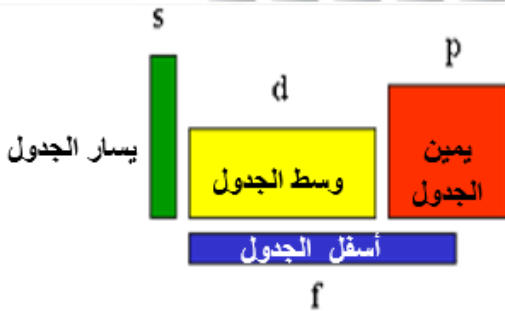 s
p
d
يسار الجدول
وسط الجدول
يمين
الجدول
أسفل الجدول
f